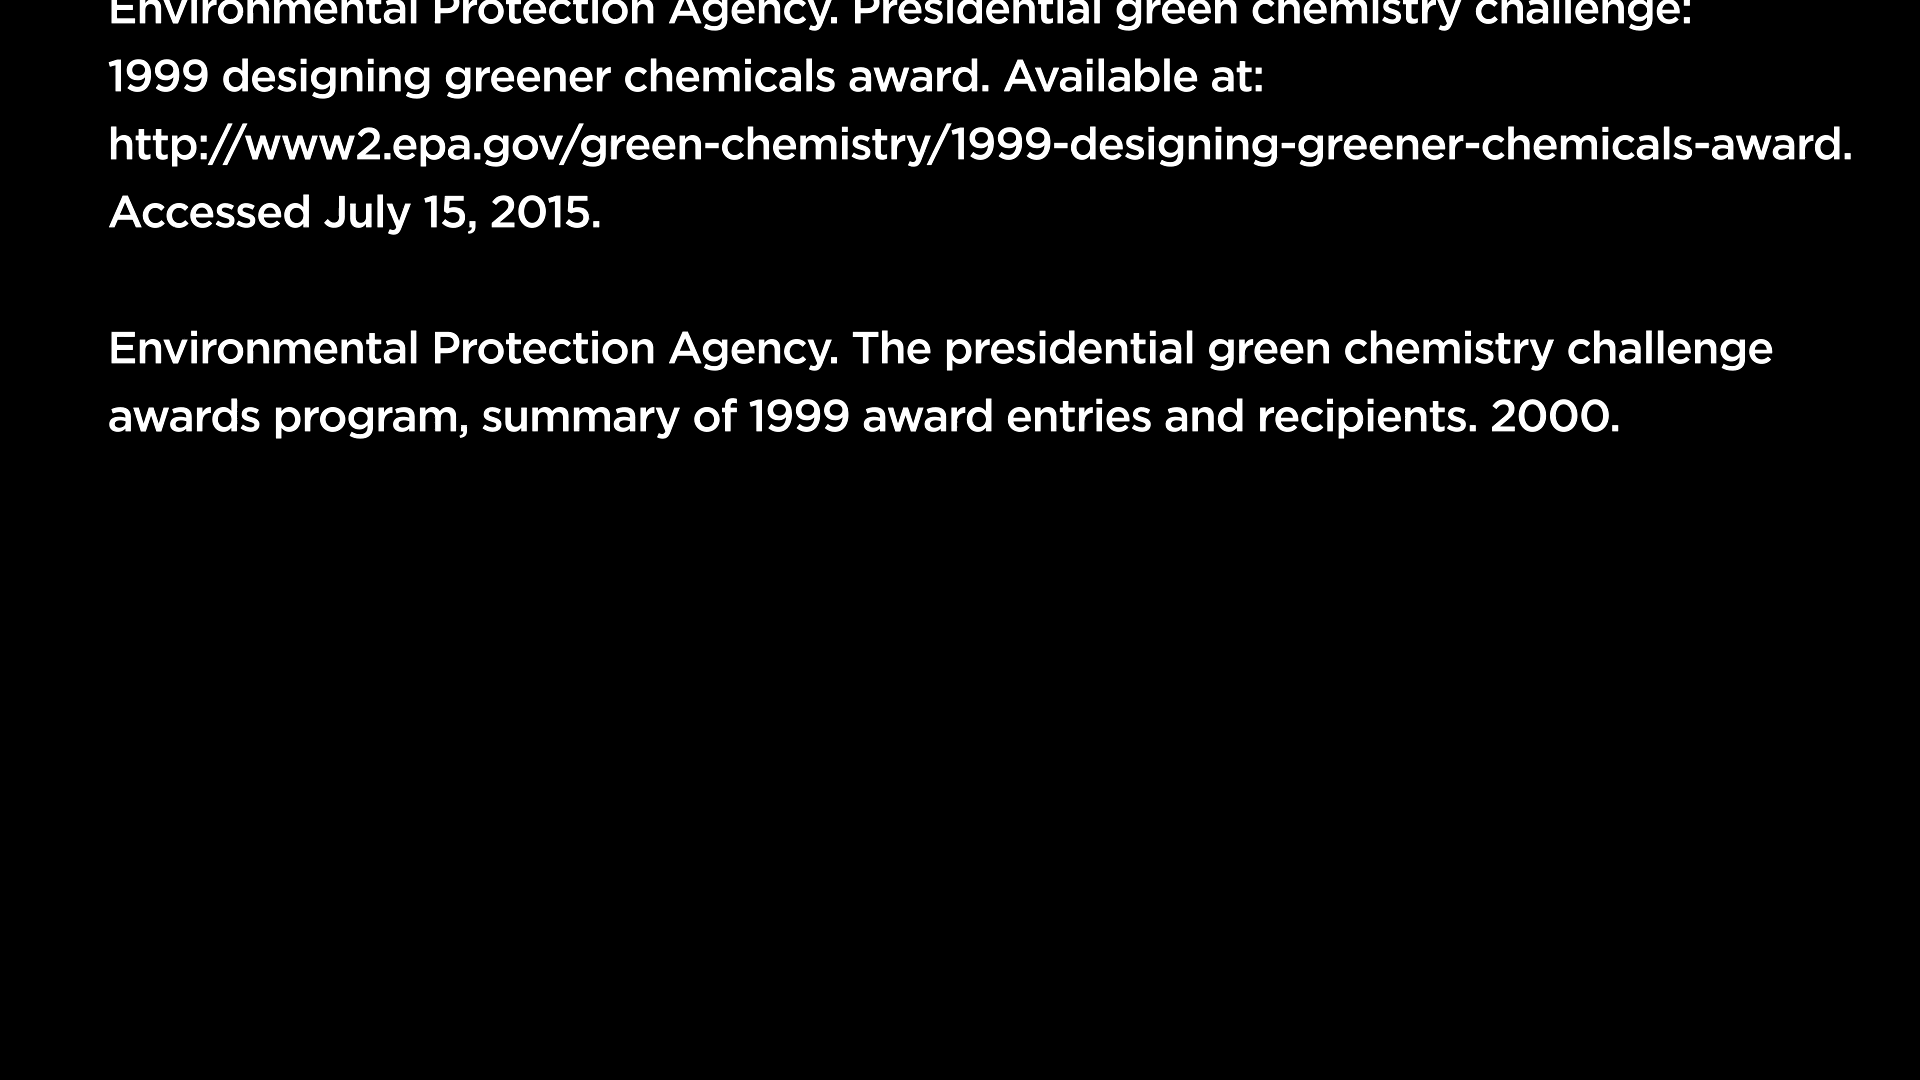 Environmental Protection Agency. Presidential green chemistry challenge:
1999 designing greener chemicals award. Available at:
http://www2.epa.gov/green-chemistry/1999-designing-greener-chemicals-award.
Accessed July 15, 2015.
Environmental Protection Agency. The presidential green chemistry challenge
awards program, summary of 1999 award entries and recipients. 2000.